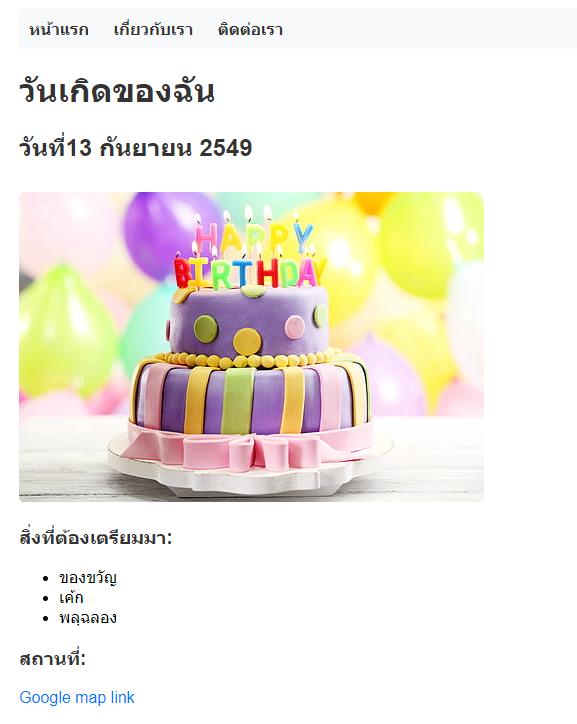 หน้าแรก เกี่ยวกับเรา ติดต่อเรา
วันเกิดของฉัน
วันที่13 กันยายน 2549
HAPPY
BIRTHDAY
สิ่งที่ต้องเตรียมมา:
ของขวัญ
เค้ก
พลุฉลอง
สถานที่:
Google map link